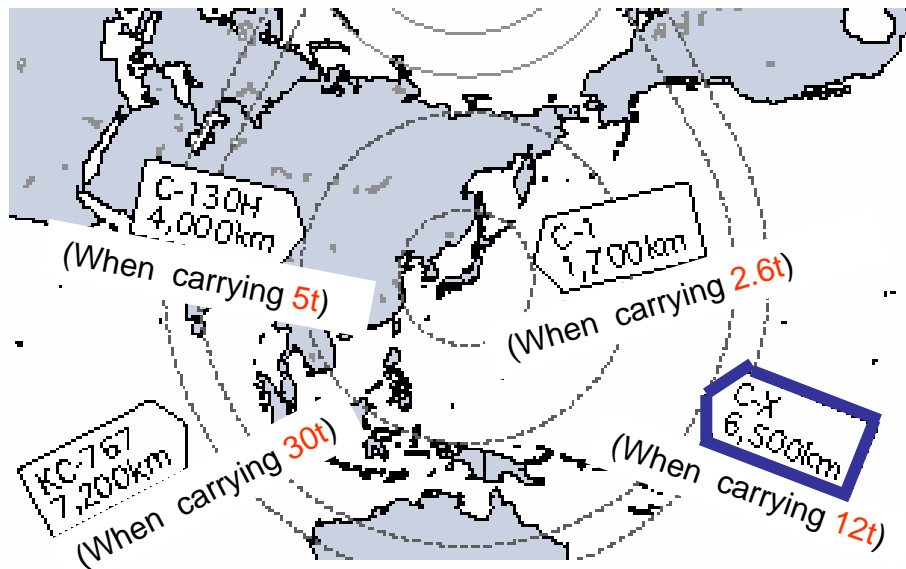 C-130H
4,000km
(When carrying 5t)
C-1
1,700km
(When carrying 2.6t)
KC-767
7,200km
(When carrying 30t)
C-X
6,500km
(When carrying 12t)